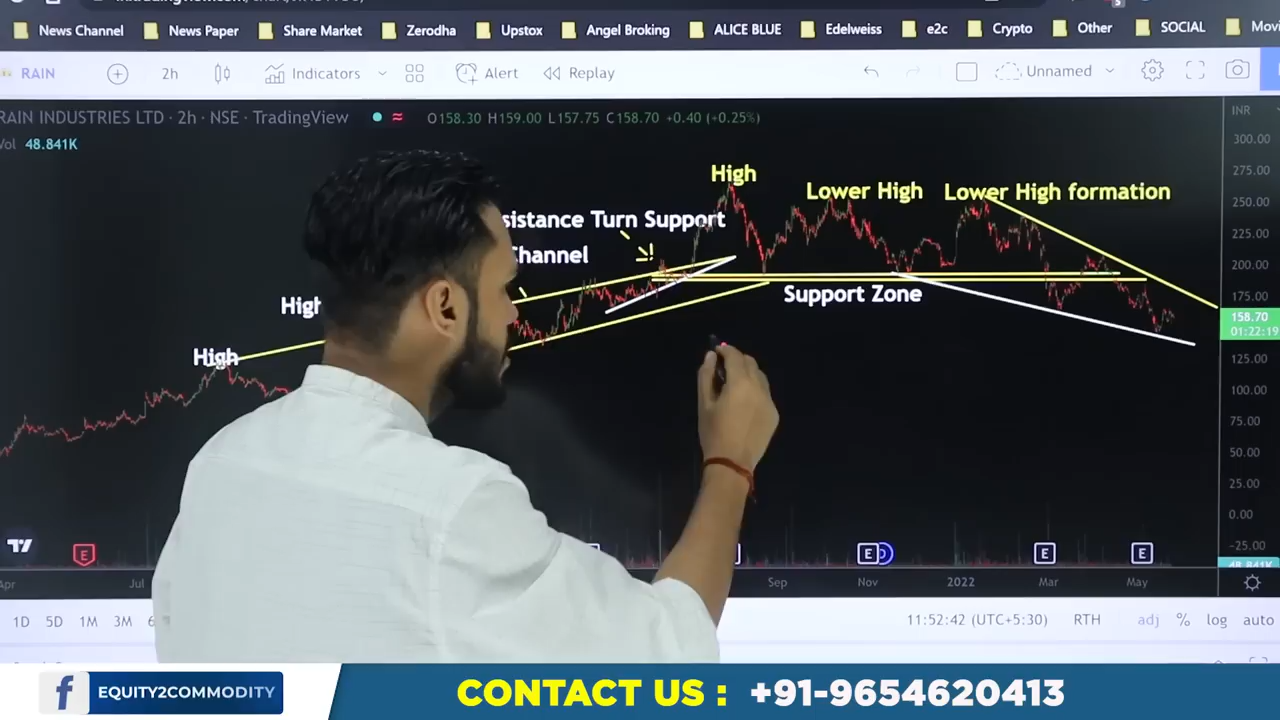 News Channel News Paper Share Market Zerodha Upstox Angel Broking ALICE BLUE Edelweiss e2c Crypto Other SOCIAL
RAIN 2h Indicators Alert Replay Unnamed
RAIN INDUSTRIES LTD · 2h · NSE · TradingView O158.30 H159.00 L157.75 C158.70 +0.40 (+0.25%) INR
Vol 48.841K
300.00
275.00
250.00
225.00
200.00
175.00
158.70
01:22:19
125.00
100.00
75.00
50.00
25.00
0.00
-25.00
48.841K
High
Lower High
Lower High formation
Turn Support
Channel
Support Zone
High
High
E E E E
Apr Jul Sep Nov 2022 Mar May
1D 5D 1M 3M 11:52:42 (UTC+5:30) RTH adj % log auto
f EQUITY2COMMODITY
CONTACT US : +91-9654620413